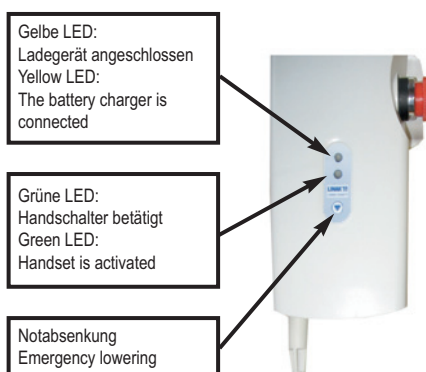 Gelbe LED:
Ladegerät angeschlossen
Yellow LED:
The battery charger is
connected
Grüne LED:
Handschalter betätigt
Green LED:
Handset is activated
Notabsenkung
Emergency lowering
LINAK